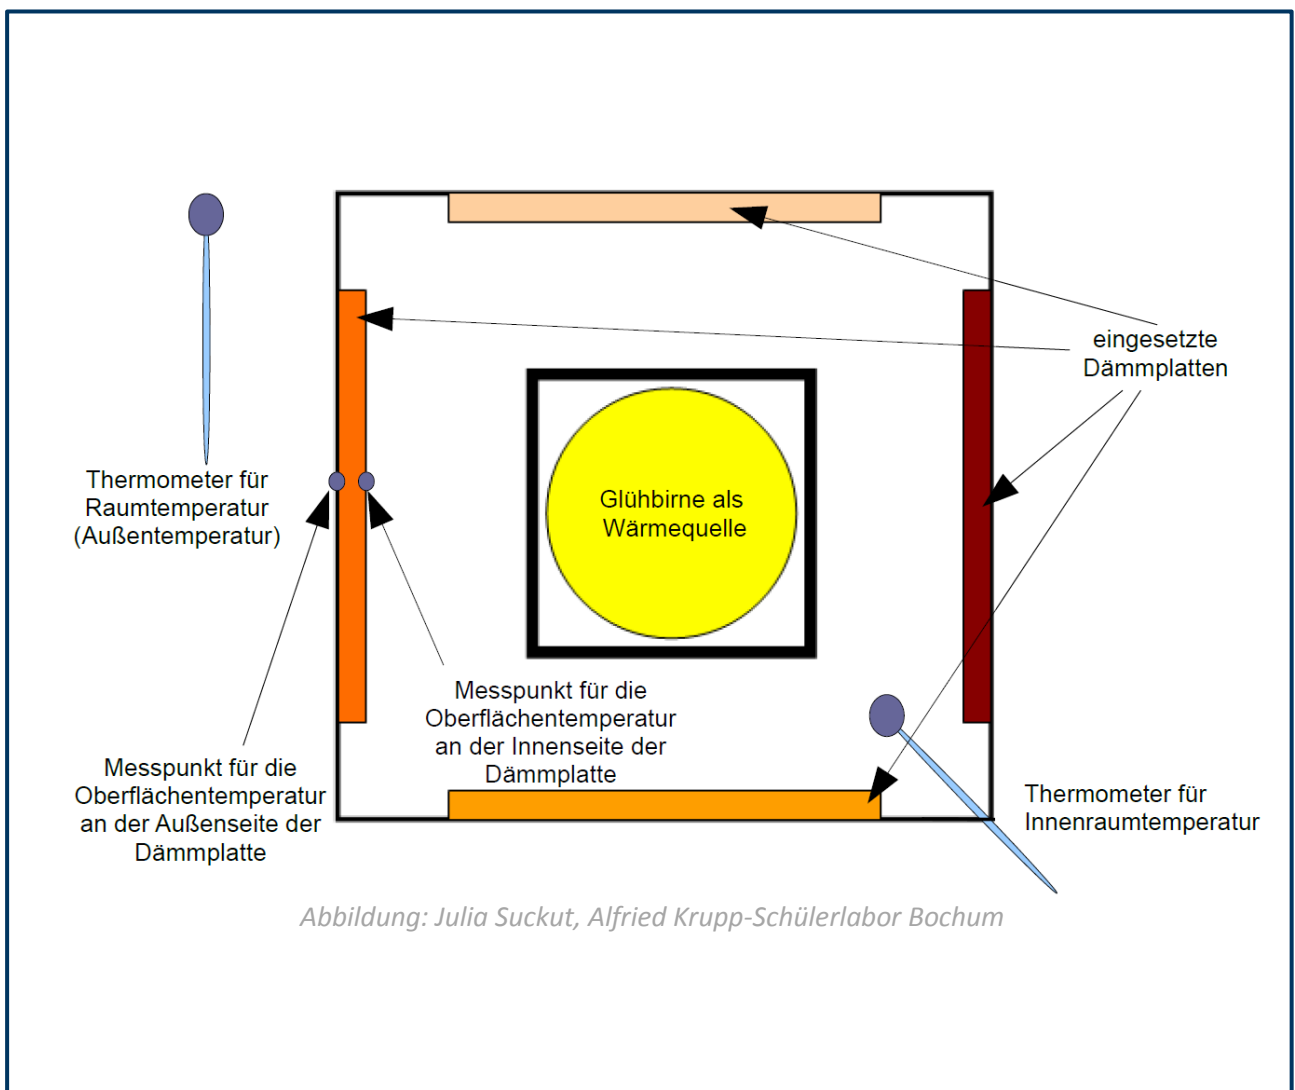 eingesetzte
Dämmplatten
Thermometer für
Raumtemperatur
(Außentemperatur)
Glühbirne als
Wärmequelle
Messpunkt für die
Oberflächentemperatur
an der Innenseite der
Dämmplatte
Messpunkt für die
Oberflächentemperatur
an der Außenseite der
Dämmplatte
Thermometer für
Innenraumtemperatur
Abbildung: Julia Suckut, Alfried Krupp-Schülerlabor Bochum